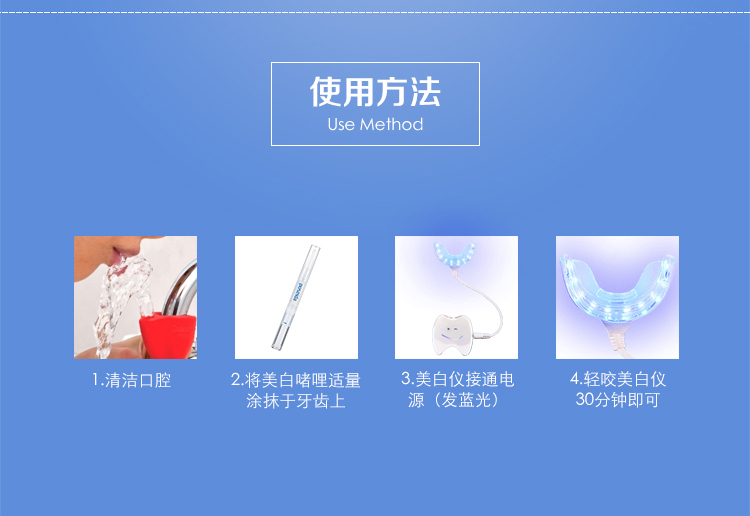 使用方法
Use Method
1.清洁口腔
2.将美白啫哩适量
涂抹于牙齿上
3.美白仪接通电
源（发蓝光）
4.轻咬美白仪
30分钟即可